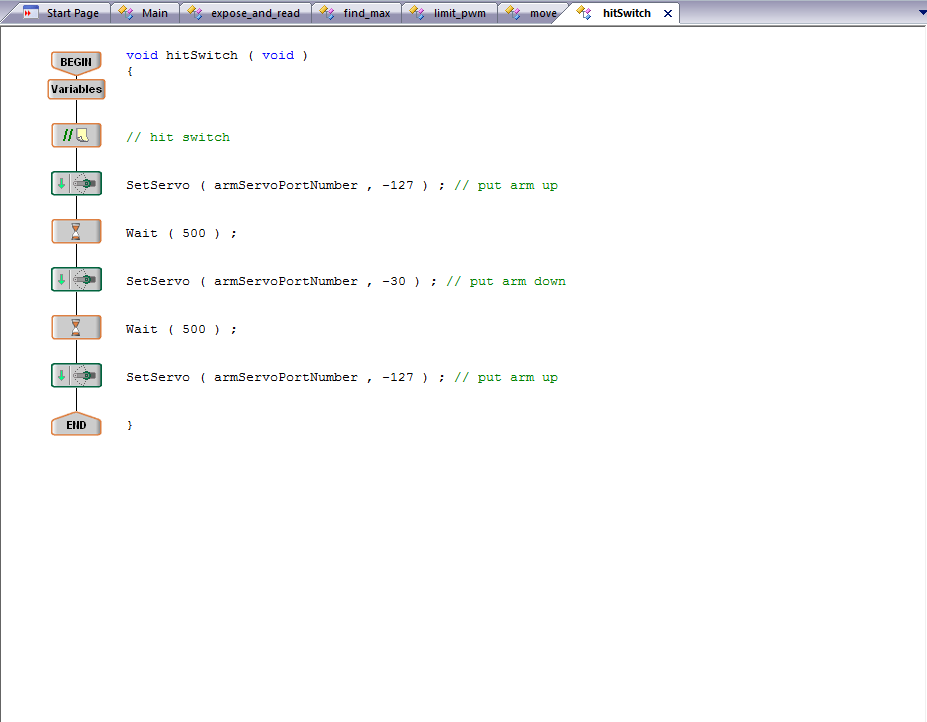 Start Page Main expose_and_read find_max limit_pwm move hitSwitch
BEGIN void hitSwitch ( void )
{
Variables
// // hit switch
SetServo ( armServoPortNumber , -127 ) ; // put arm up
Wait ( 500 ) ;
SetServo ( armServoPortNumber , -30 ) ; // put arm down
Wait ( 500 ) ;
SetServo ( armServoPortNumber , -127 ) ; // put arm up
END }